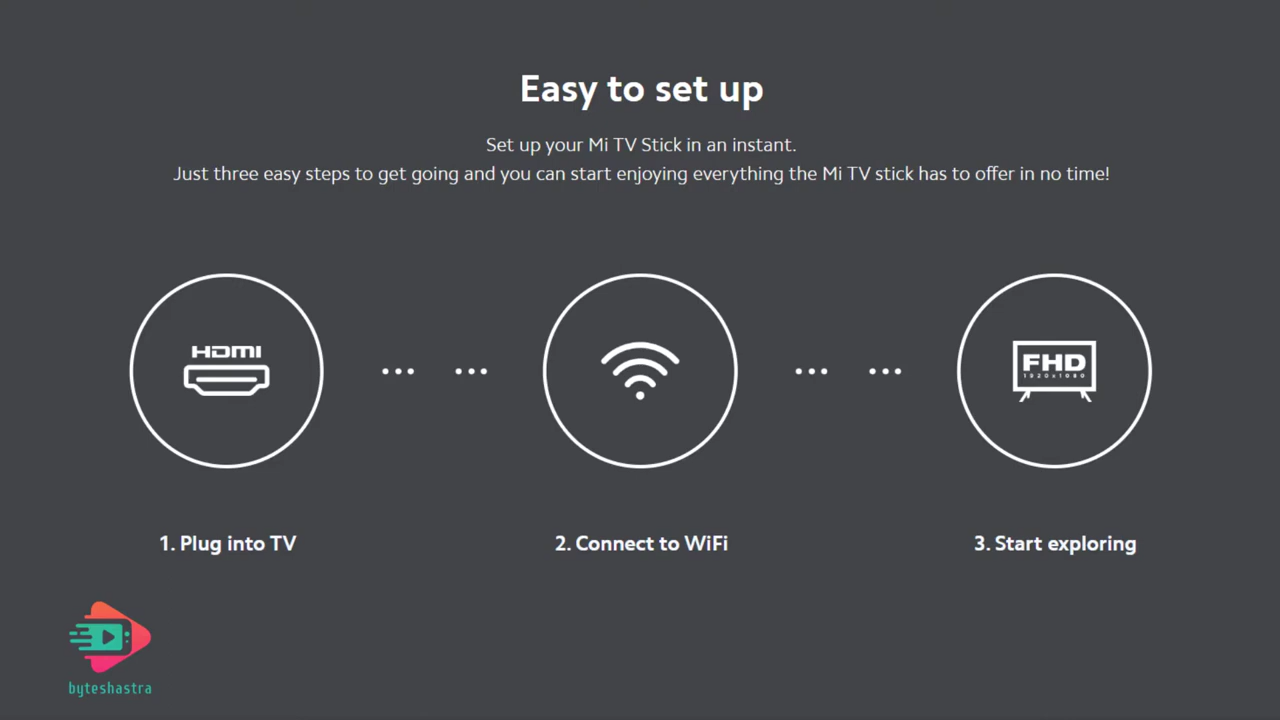 Easy to set up
Set up your Mi TV Stick in an instant.
Just three easy steps to get going and you can start enjoying everything the Mi TV stick has to offer in no time!
HDMI
FHD
1920x1080
1. Plug into TV
2. Connect to WiFi
3. Start exploring
byteshastra